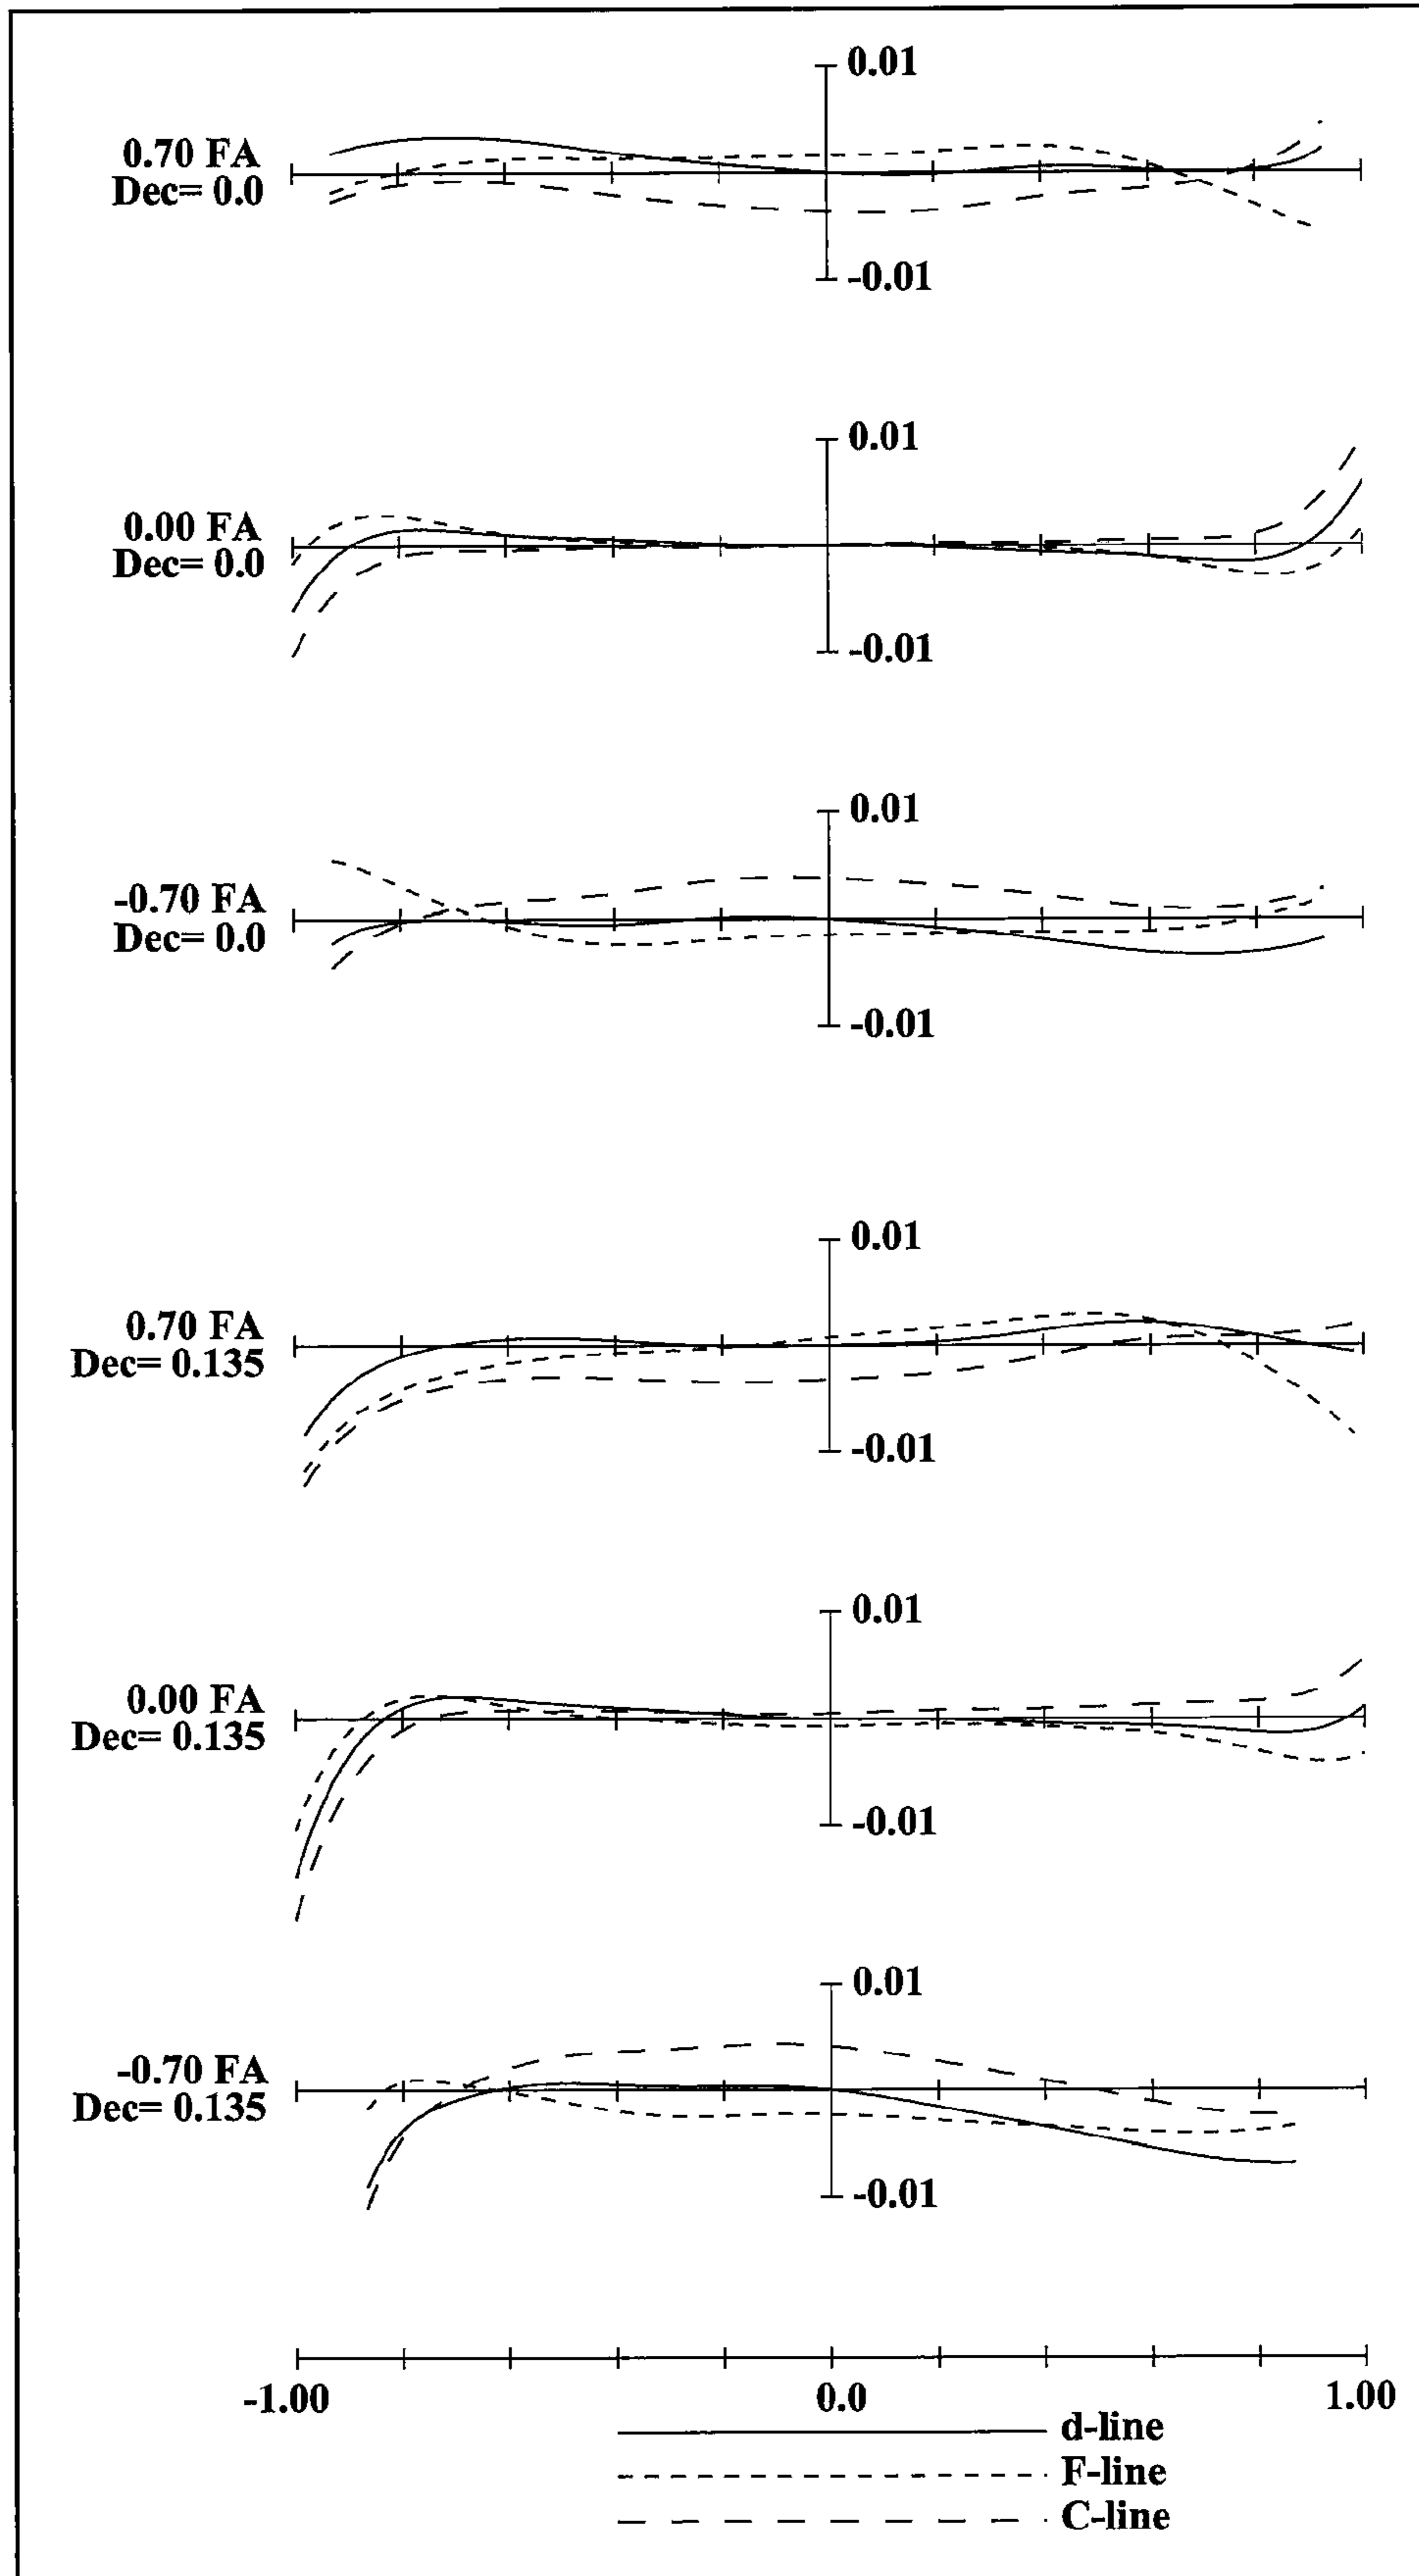 0.01
0.70 FA
Dec= 0.0
-0.01
0.01
0.00 FA
Dec= 0.0
-0.01
0.01
-0.70 FA
Dec= 0.0
-0.01
0.01
0.70 FA
Dec= 0.135
-0.01
0.01
0.00 FA
Dec= 0.135
-0.01
0.01
-0.70 FA
Dec= 0.135
-0.01
-1.00 0.0 1.00
d-line
F-line
C-line